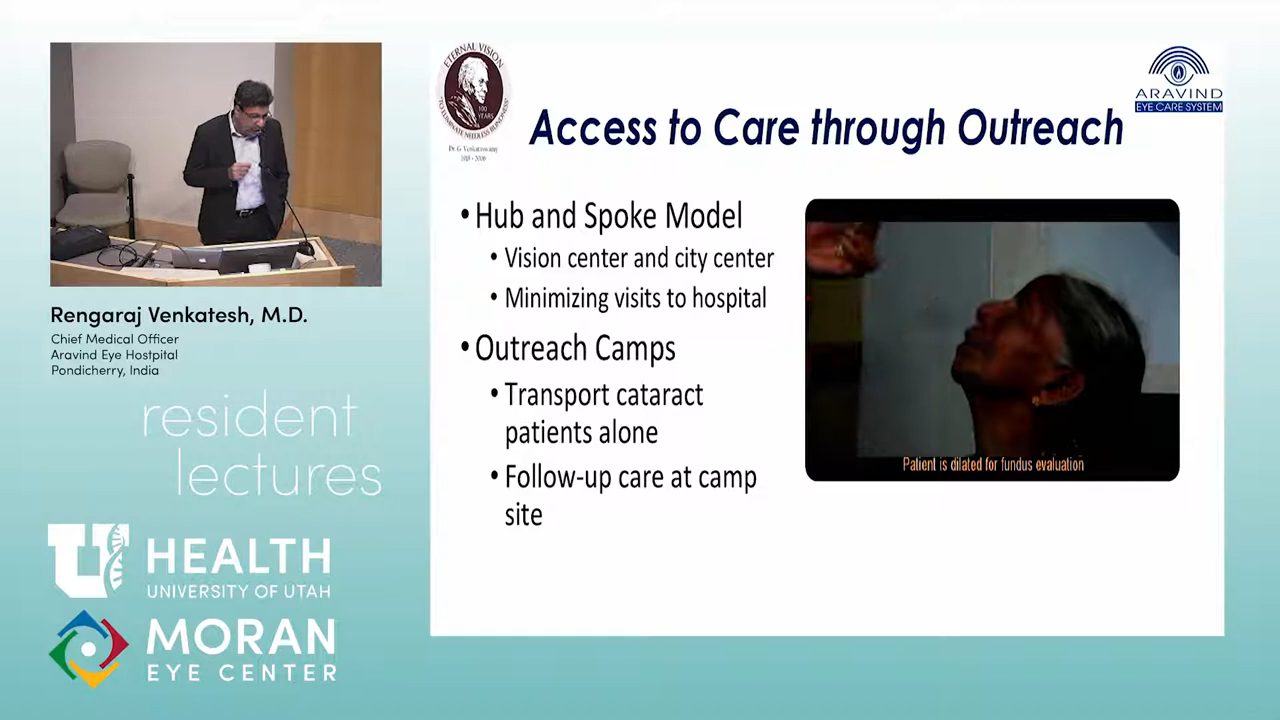 ETERNAL VISION
100
YEARS
Dr. G. Venkataswamy
1918 - 2006
ARAVIND
EYE CARE SYSTEM
Access to Care through Outreach
• Hub and Spoke Model
• Vision center and city center
• Minimizing visits to hospital
• Outreach Camps
• Transport cataract
patients alone
• Follow-up care at camp
site
Patient is dilated for fundus evaluation
Rengaraj Venkatesh, M.D.
Chief Medical Officer
Aravind Eye Hostpital
Pondicherry, India
resident
lectures
U
HEALTH
UNIVERSITY OF UTAH
MORAN
EYE CENTER